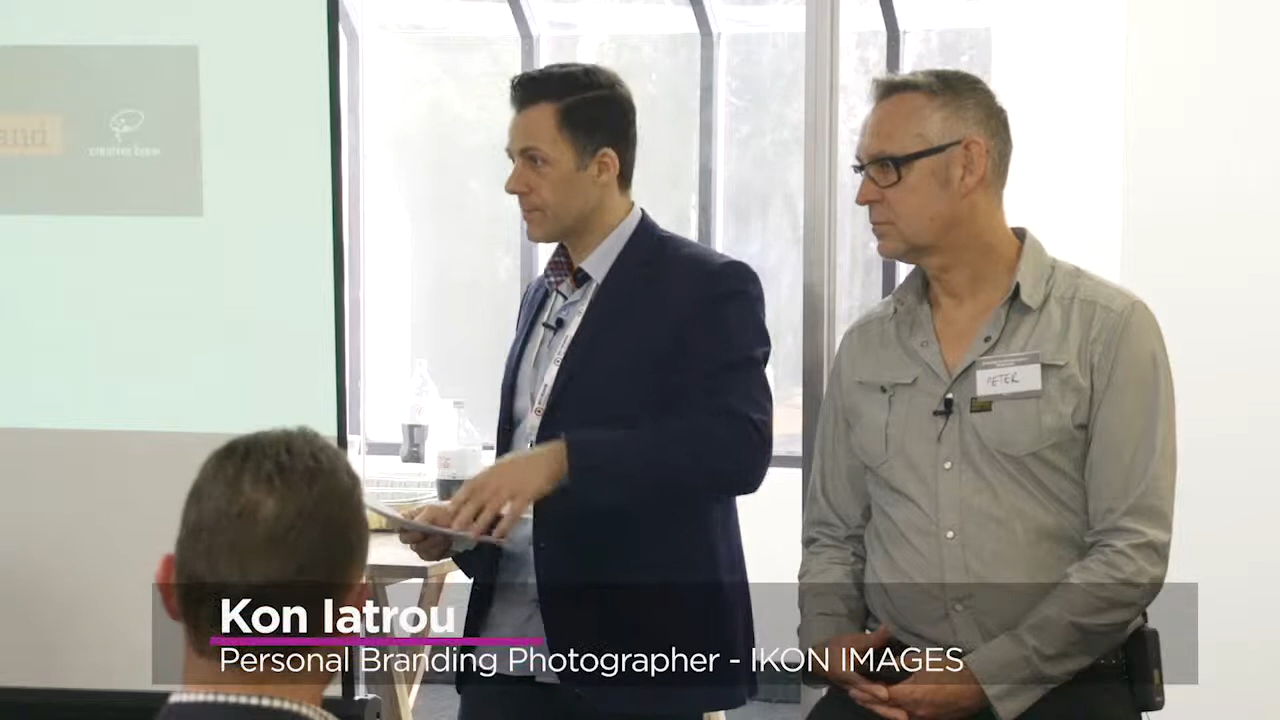 and
PETER
Kon Iatrou
Personal Branding Photographer - IKON IMAGES